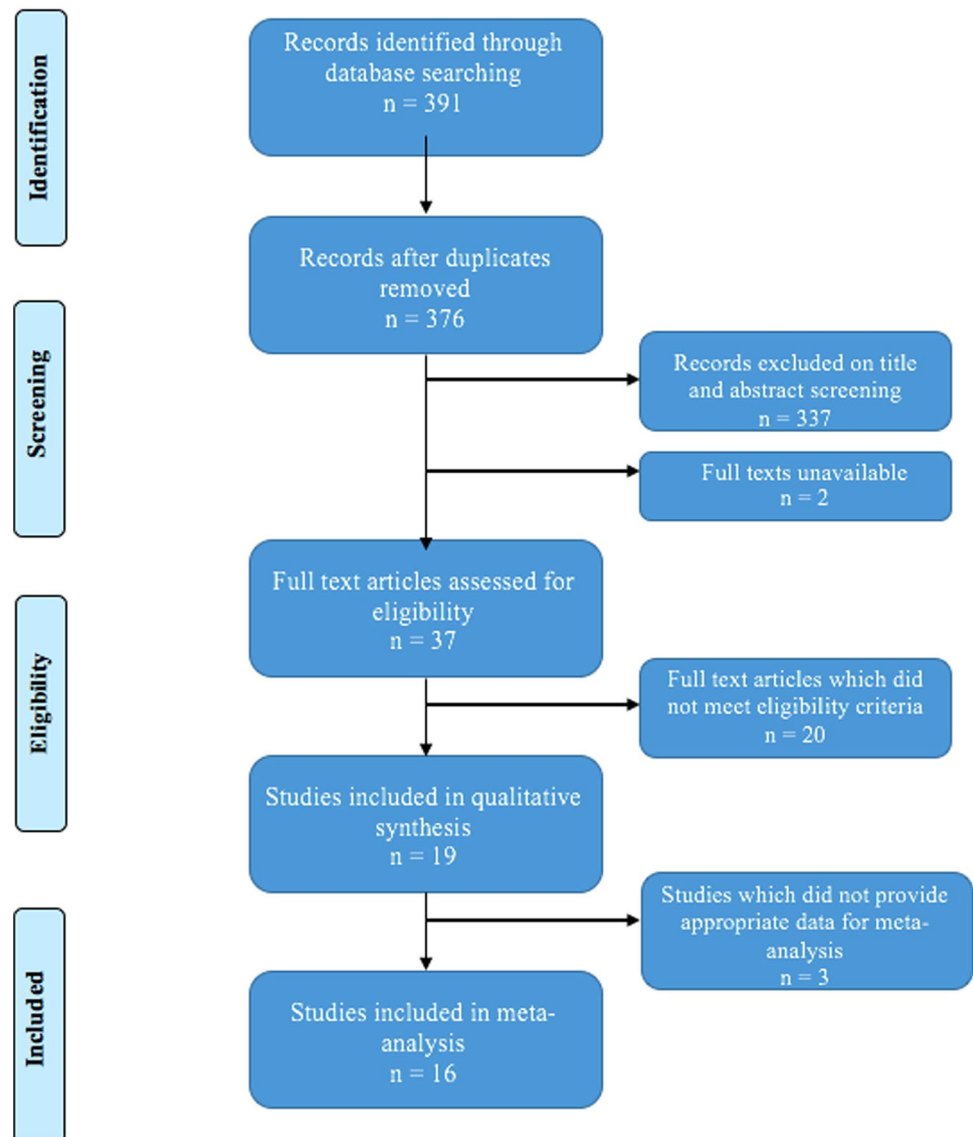 Identification
Records identified through
database searching
n = 391
Records after duplicates
removed
n = 376
Screening
Records excluded on title
and abstract screening
n = 337
Full texts unavailable
n = 2
Full text articles assessed for
eligibility
n = 37
Eligibility
Full text articles which did
not meet eligibility criteria
n = 20
Studies included in qualitative
synthesis
n = 19
Included
Studies which did not provide
appropriate data for meta-
analysis
n = 3
Studies included in meta-
analysis
n = 16